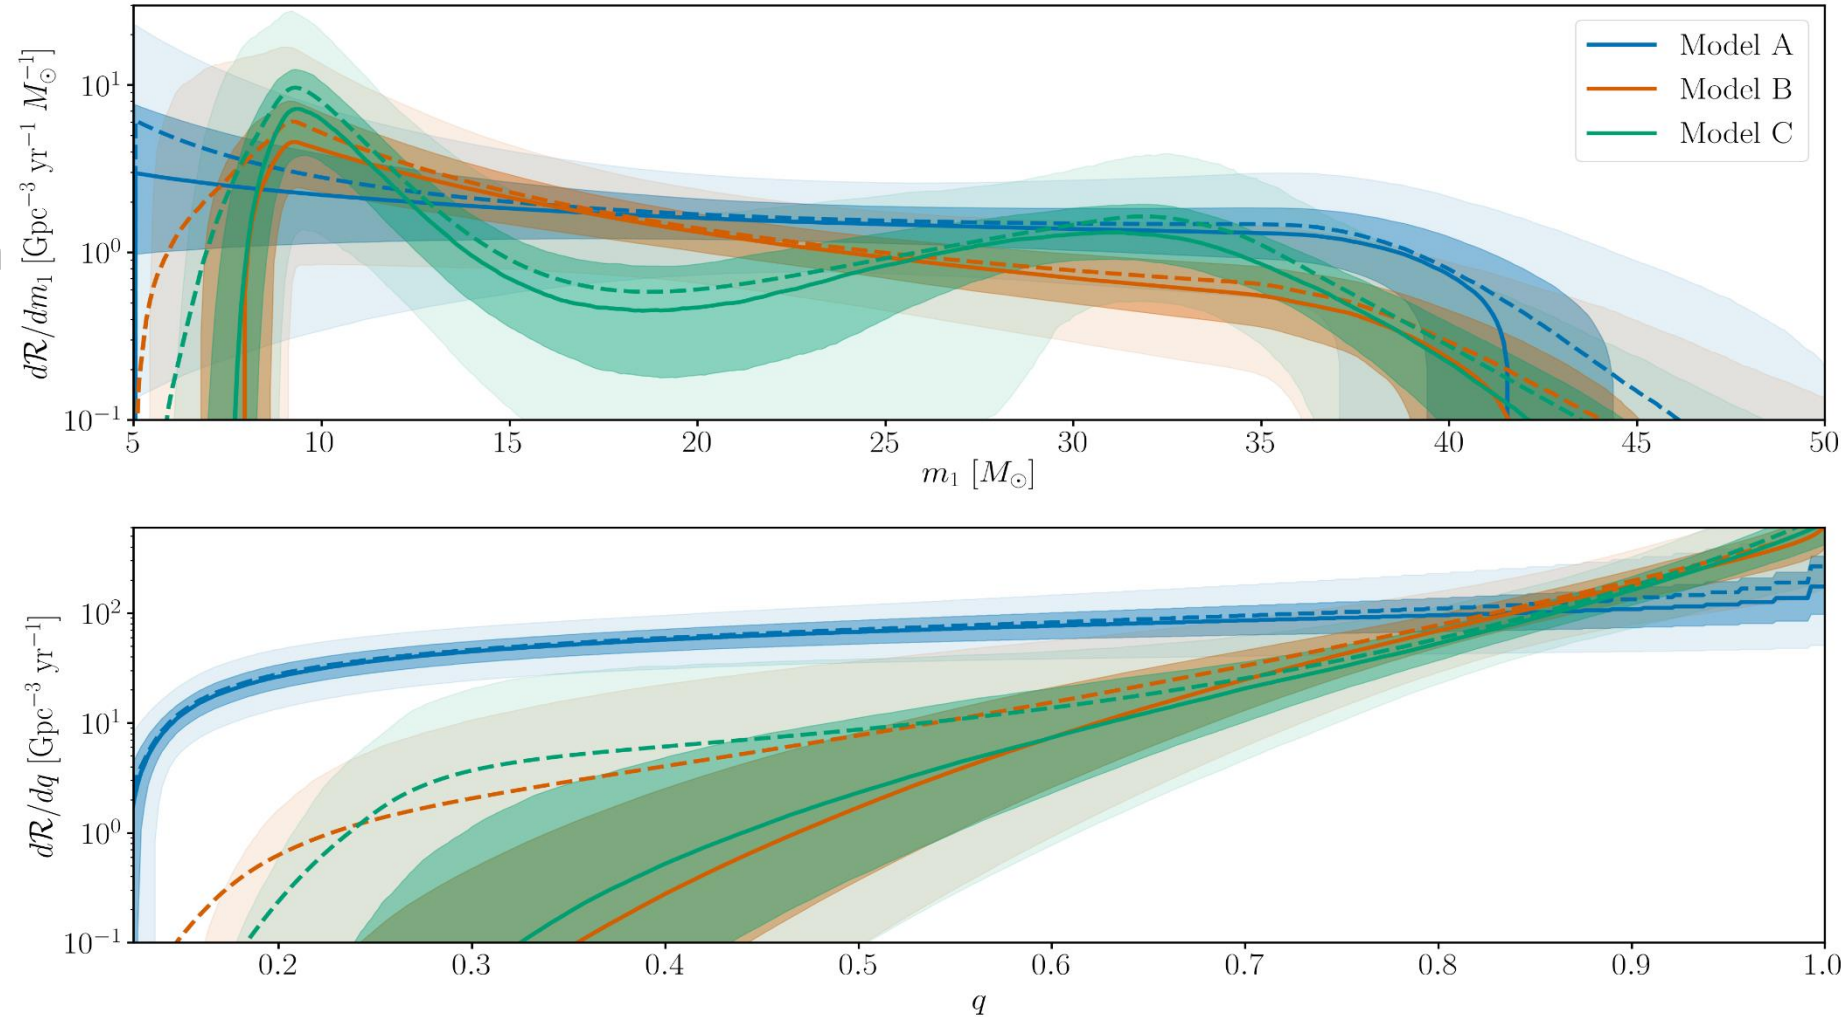 dℛ/dm₁ [Gpc⁻³ yr⁻¹ M⊙⁻¹]
10¹
10⁰
10⁻¹
Model A
Model B
Model C
5 10 15 20 25 30 35 40 45 50
m₁ [M⊙]
dℛ/dq [Gpc⁻³ yr⁻¹]
10²
10¹
10⁰
10⁻¹
0.2 0.3 0.4 0.5 0.6 0.7 0.8 0.9 1.0
q